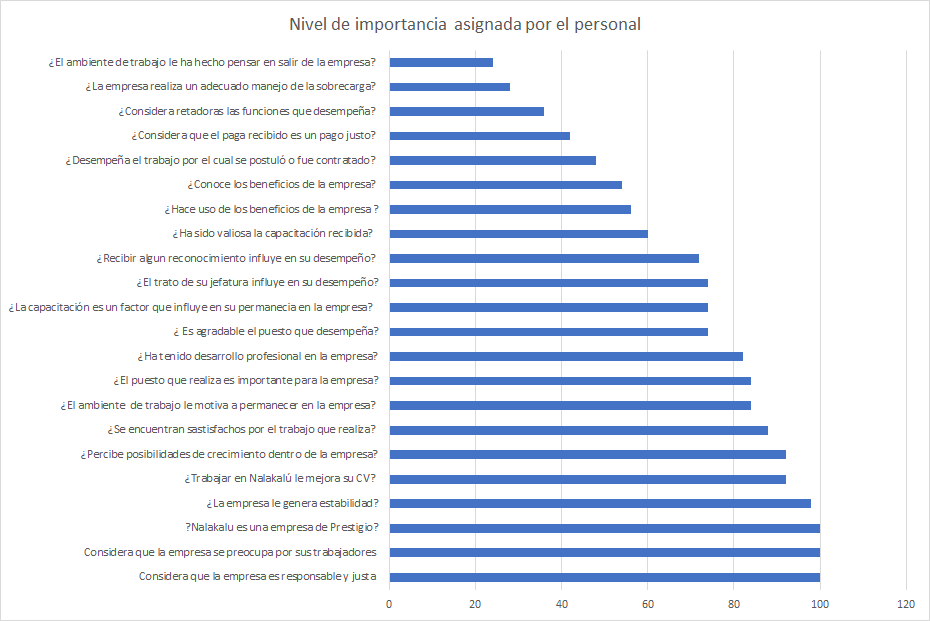 Nivel de importancia asignada por el personal
¿El ambiente de trabajo le ha hecho pensar en salir de la empresa?
¿La empresa realiza un adecuado manejo de la sobrecarga?
¿Considera retadoras las funciones que desempeña?
¿Considera que el paga recibido es un pago justo?
¿Desempeña el trabajo por el cual se postuló o fue contratado?
¿Conoce los beneficios de la empresa?
¿Hace uso de los beneficios de la empresa ?
¿Ha sido valiosa la capacitación recibida?
¿Recibir algun reconocimiento influye en su desempeño?
¿El trato de su jefatura influye en su desempeño?
¿La capacitación es un factor que influye en su permanecia en la empresa?
¿ Es agradable el puesto que desempeña?
¿Ha tenido desarrollo profesional en la empresa?
¿El puesto que realiza es importante para la empresa?
¿El ambiente de trabajo le motiva a permanecer en la empresa?
¿Se encuentran sastisfachos por el trabajo que realiza?
¿Percibe posibilidades de crecimiento dentro de la empresa?
¿Trabajar en Nalakalú le mejora su CV?
¿La empresa le genera estabilidad?
?Nalakalu es una empresa de Prestigio?
Considera que la empresa se preocupa por sus trabajadores
Considera que la empresa es responsable y justa
0 20 40 60 80 100 120